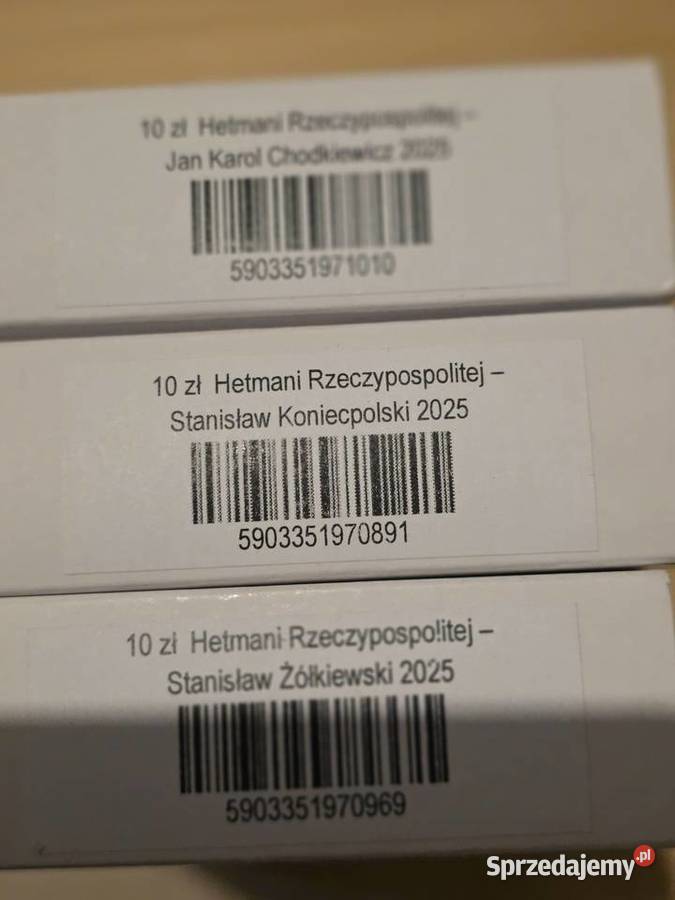 10 zł Hetmani Rzeczypospolitej –
Jan Karol Chodkiewicz 2025
5903351971010
10 zł Hetmani Rzeczypospolitej –
Stanisław Koniecpolski 2025
5903351970891
10 zł Hetmani Rzeczypospolitej –
Stanisław Żółkiewski 2025
5903351970969
Sprzedajemy.pl